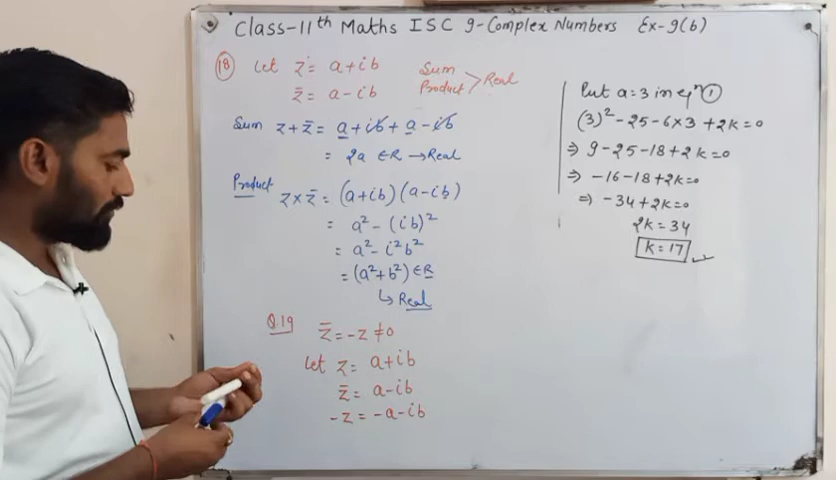 Class-11th Maths ISC 9-Complex Numbers Ex-9(b)
18 Let z = a+ib
z̄ = a-ib
Sum
Product > Real
Sum z+z̄ = a+ib+a-ib
= 2a ∈R → Real
Product z×z̄ = (a+ib)(a-ib)
= a²-(ib)²
= a²-i²b²
= (a²+b²) ∈R
↳ Real
Q.19 z̄ = -z ≠0
Let z = a+ib
z̄ = a-ib
-z = -a-ib
Put a=3 in eqⁿ ①
(3)²-25-6×3+2k=0
⇒ 9-25-18+2k=0
⇒ -16-18+2k=0
⇒ -34+2k=0
2k=34
k=17